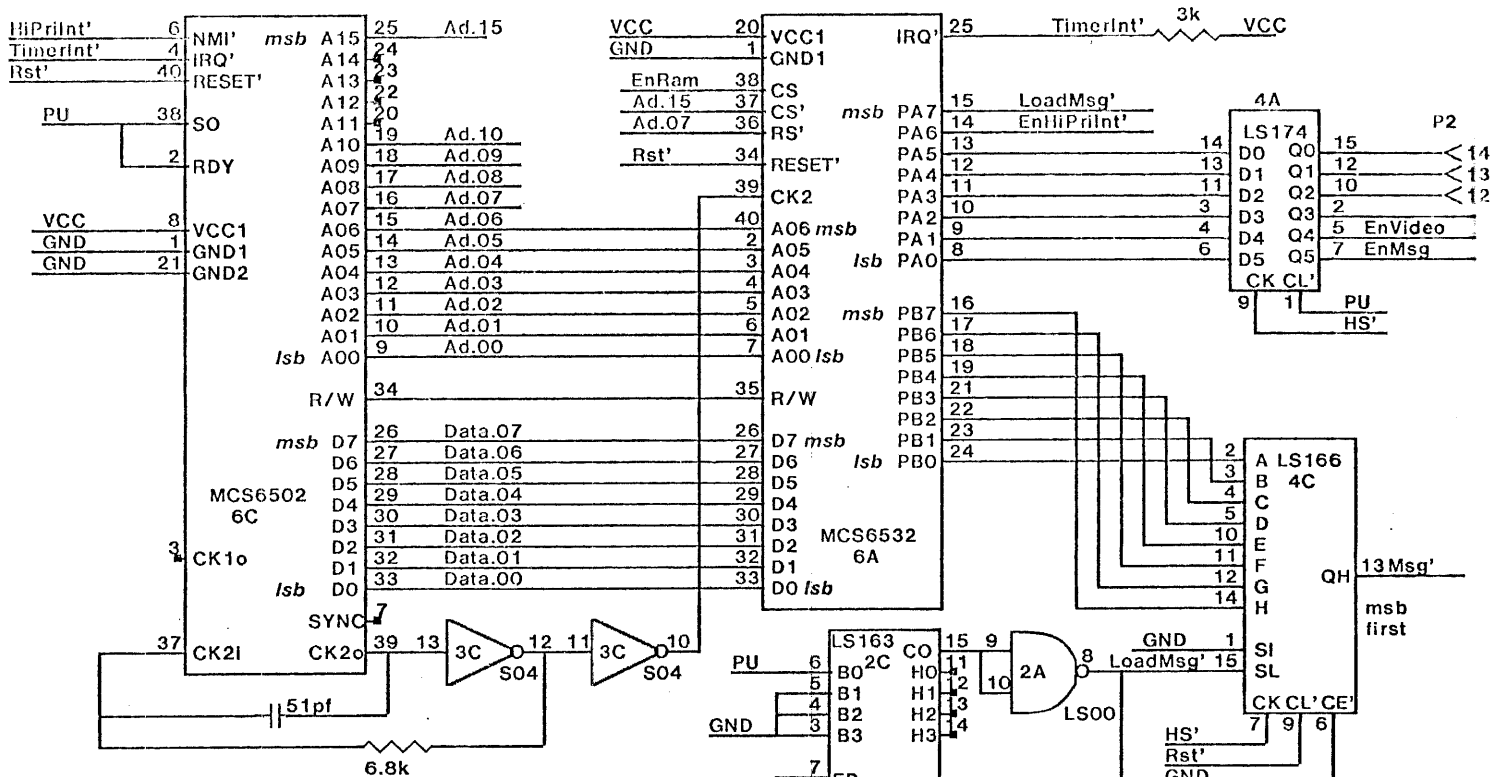 HiPriInt' 6 NMI' msb A15 25 Ad.15
TimerInt' 4 IRQ' A14 24
Rst' 40 RESET' A13 23
A12 22
PU 38 SO A11 20
A10 19 Ad.10
2 RDY A09 18 Ad.09
A08 17 Ad.08
A07 16 Ad.07
VCC 8 VCC1 A06 15 Ad.06
GND 1 GND1 A05 14 Ad.05
GND 21 GND2 A04 13 Ad.04
A03 12 Ad.03
A02 11 Ad.02
A01 10 Ad.01
lsb A00 9 Ad.00
R/W 34
msb D7 26 Data.07
D6 27 Data.06
D5 28 Data.05
D4 29 Data.04
D3 30 Data.03
D2 31 Data.02
D1 32 Data.01
lsb D0 33 Data.00
MCS6502
6C
3 CK1o
SYNC 7
37 CK2i CK2o 39
13 3C 12 S04
11 3C 10 S04
51pf
6.8k
VCC 20 VCC1 IRQ' 25 TimerInt' 3k VCC
GND 1 GND1
EnRam 38 CS
Ad.15 37 CS' msb PA7 15 LoadMsg'
Ad.07 36 RS' PA6 14 EnHiPriInt'
PA5 13
Rst' 34 RESET' PA4 12
39 CK2 PA3 11
PA2 10
40 A06 msb PA1 9
2 A05 lsb PA0 8
3 A04
4 A03
5 A02 msb PB7 16
6 A01 PB6 17
7 A00 lsb PB5 18
PB4 19
35 R/W PB3 21
PB2 22
26 D7 msb PB1 23
27 D6 lsb PB0 24
28 D5
29 D4
30 D3
31 D2
32 D1
33 D0 lsb
MCS6532
6A
4A
LS174
P2
14 D0 Q0 15 14
13 D1 Q1 12 13
11 D2 Q2 10 12
3 D3 Q3 2
4 D4 Q4 5 EnVideo
6 D5 Q5 7 EnMsg
CK CL'
9 1 PU
HS'
LS166
4C
2 A
3 B
4 C
5 D
10 E
11 F
12 G
14 H
QH 13 Msg'
msb
first
GND 1 SI
LoadMsg' 15 SL
CK CL' CE'
7 9 6
HS'
Rst'
GND
LS163
2C
CO 15
PU 6 B0 H0 11
5 B1 H1 12
4 B2 H2 13
GND 3 B3 H3 14
7
9
10 2A 8
LS00